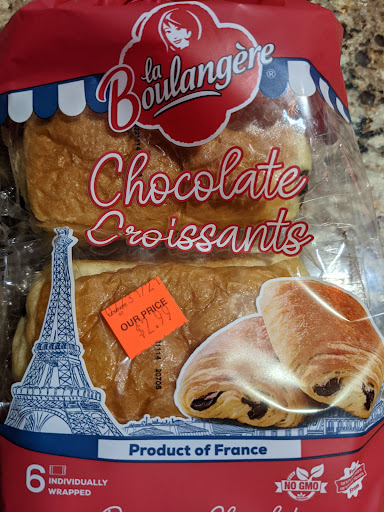 la
Boulangère
®
Chocolate
Croissants
OUR PRICE
$2.99
Product of France
6 INDIVIDUALLY
WRAPPED
NO GMO